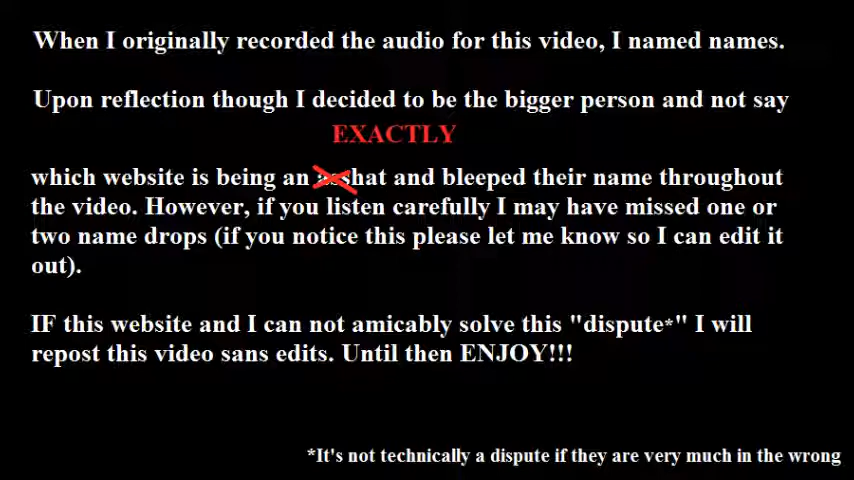 When I originally recorded the audio for this video, I named names.
Upon reflection though I decided to be the bigger person and not say
EXACTLY
which website is being an asshat and bleeped their name throughout
the video. However, if you listen carefully I may have missed one or
two name drops (if you notice this please let me know so I can edit it
out).
IF this website and I can not amicably solve this "dispute*" I will
repost this video sans edits. Until then ENJOY!!!
*It's not technically a dispute if they are very much in the wrong